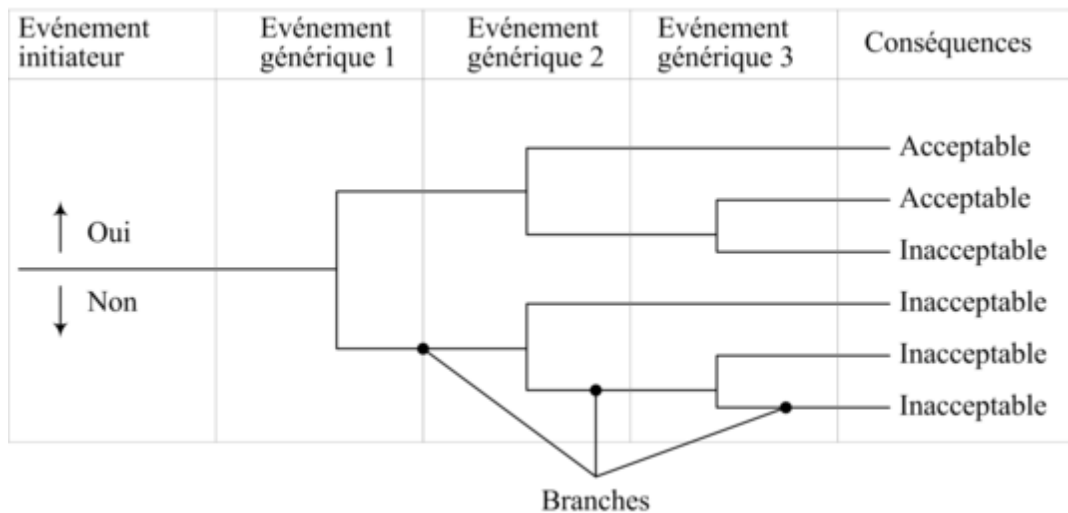 Evénement
initiateur
Evénement
générique 1
Evénement
générique 2
Evénement
générique 3
Conséquences
Acceptable
Acceptable
Oui
Inacceptable
Non
Inacceptable
Inacceptable
Inacceptable
Branches